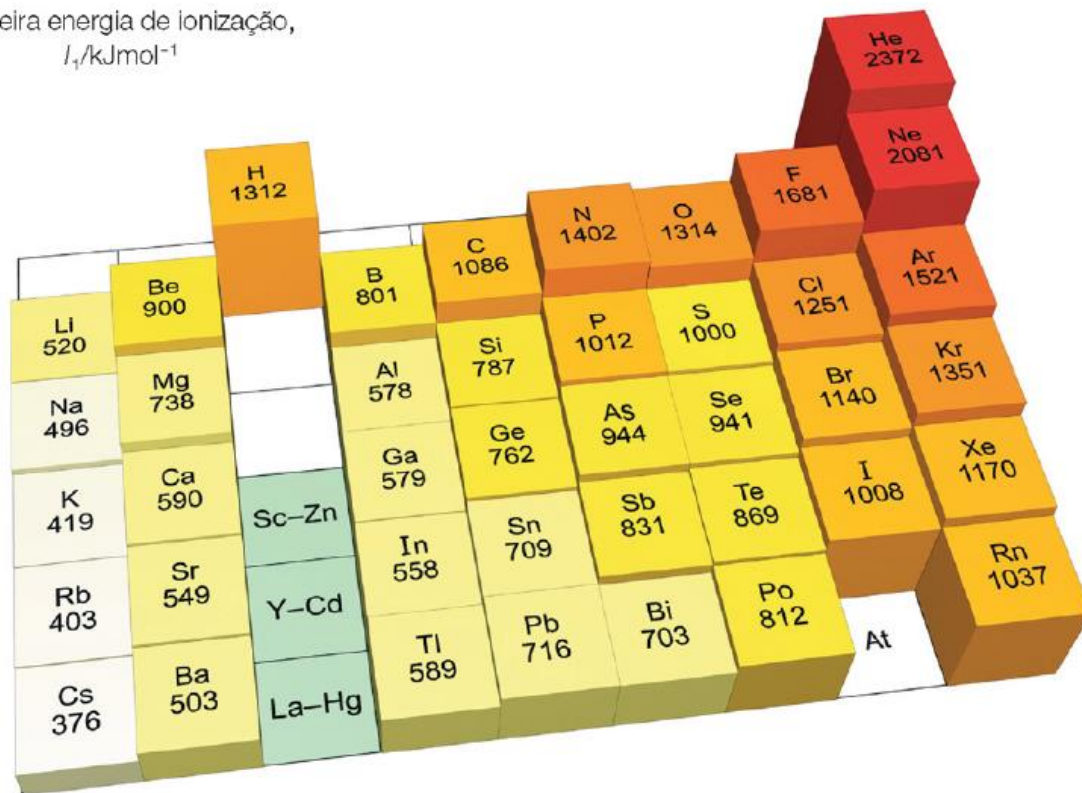 eira energia de ionização,
I₁/kJmol⁻¹
He
2372
H
1312
Ne
2081
F
1681
N
1402
O
1314
C
1086
B
801
Be
900
Li
520
Ar
1521
Cl
1251
S
1000
P
1012
Si
787
Al
578
Mg
738
Na
496
Kr
1351
Br
1140
Se
941
As
944
Ge
762
Ga
579
Ca
590
K
419
Sc–Zn
Xe
1170
I
1008
Te
869
Sb
831
Sn
709
In
558
Sr
549
Rb
403
Y–Cd
Rn
1037
At
Po
812
Bi
703
Pb
716
Tl
589
La–Hg
Ba
503
Cs
376